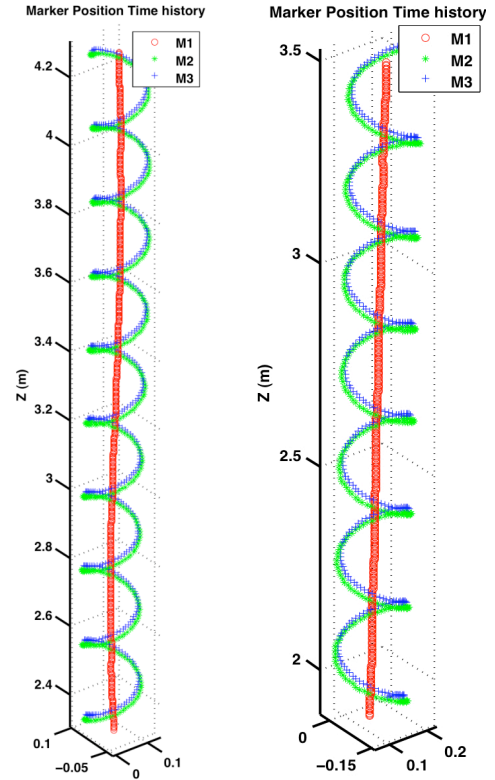 Marker Position Time history
M1
M2
M3
4.2
4
3.8
3.6
3.4
3.2
3
2.8
2.6
2.4
Z (m)
0.1
−0.05
0
0.1
Marker Position Time history
M1
M2
M3
3.5
3
2.5
2
Z (m)
0
−0.15
0.1
0.2